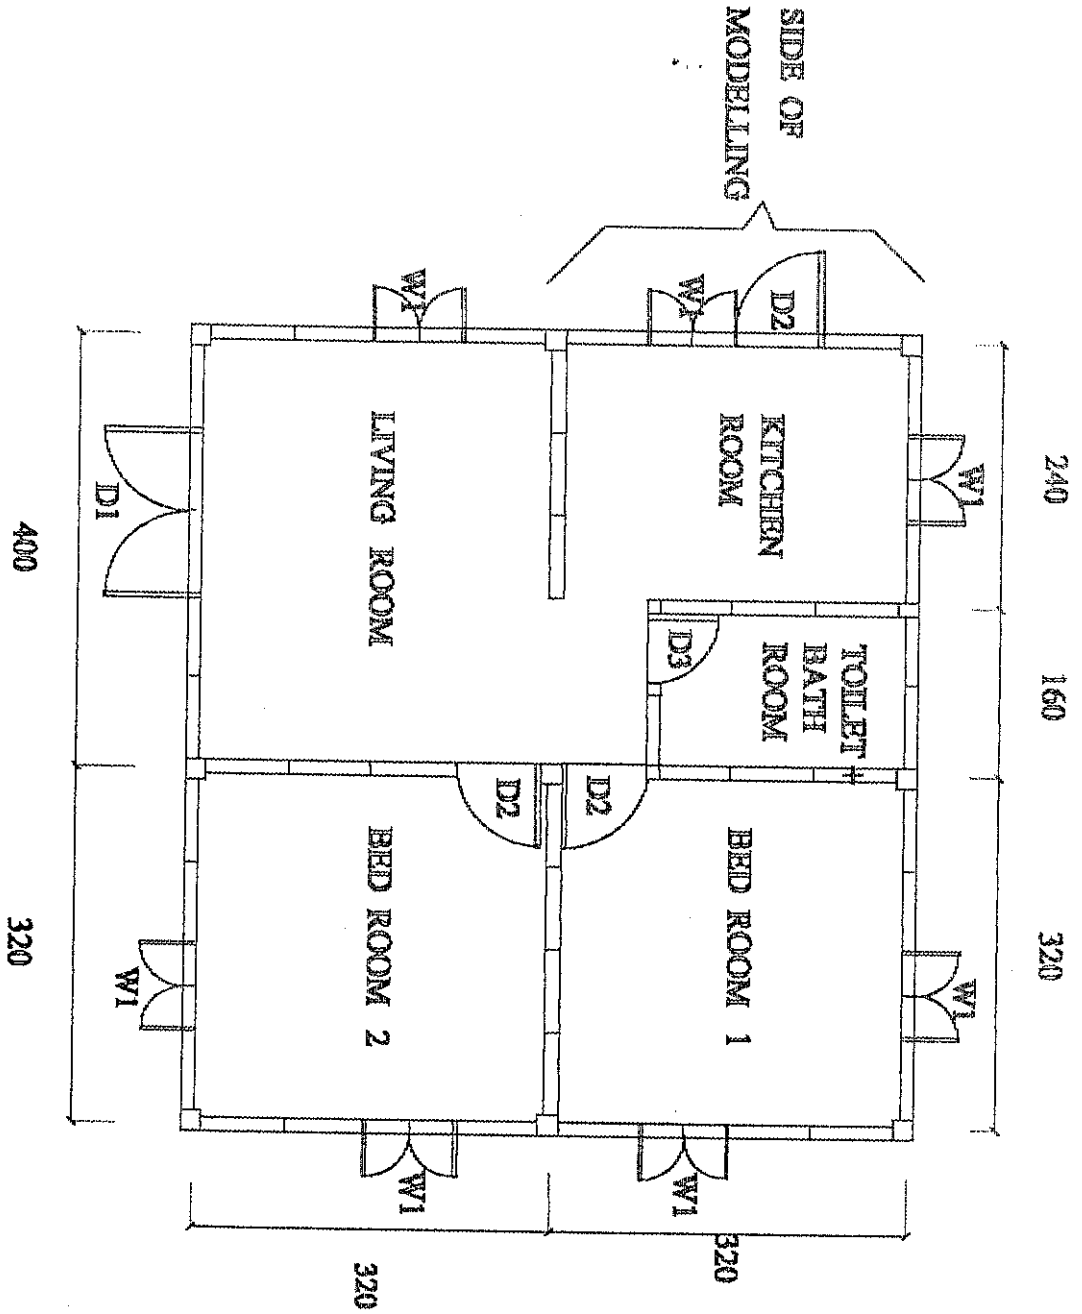 240
160
320
W1
W1
SIDE OF
MODELLING
D2
KITCHEN
ROOM
TOILET
BATH
ROOM
BED ROOM 1
320
W1
D3
W1
D2
D2
W1
LIVING ROOM
BED ROOM 2
W1
320
D1
W1
400
320